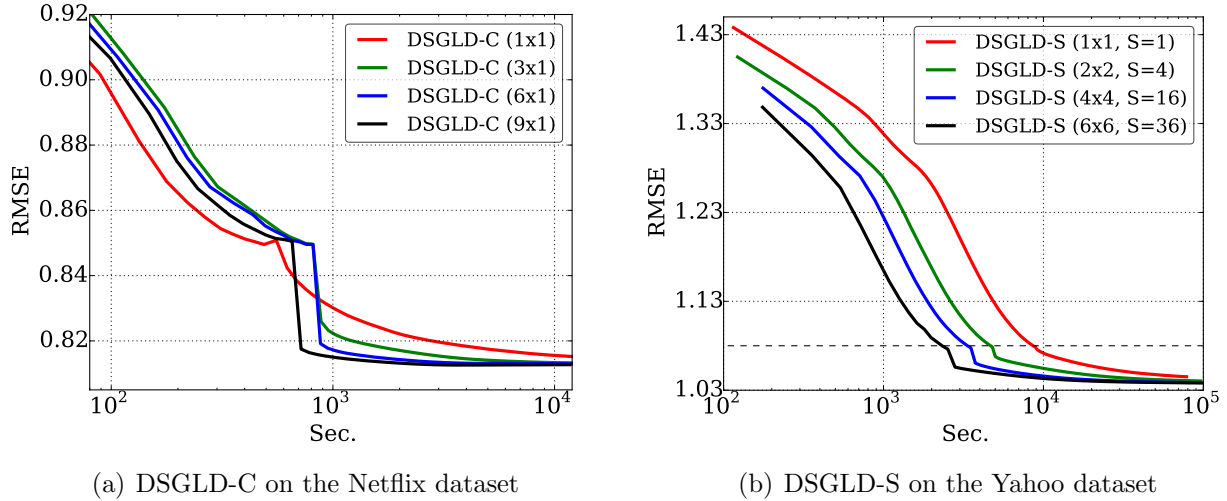 0.92
0.90
0.88
0.86
0.84
0.82
RMSE
10^2
10^3
10^4
Sec.
DSGLD-C (1x1)
DSGLD-C (3x1)
DSGLD-C (6x1)
DSGLD-C (9x1)
(a) DSGLD-C on the Netflix dataset
1.43
1.33
1.23
1.13
1.03
RMSE
10^2
10^3
10^4
10^5
Sec.
DSGLD-S (1x1, S=1)
DSGLD-S (2x2, S=4)
DSGLD-S (4x4, S=16)
DSGLD-S (6x6, S=36)
(b) DSGLD-S on the Yahoo dataset